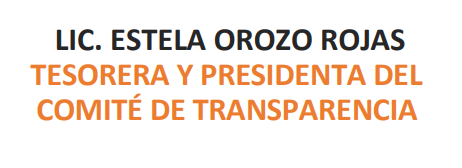 LIC. ESTELA OROZO ROJAS
TESORERA Y PRESIDENTA DEL
COMITÉ DE TRANSPARENCIA